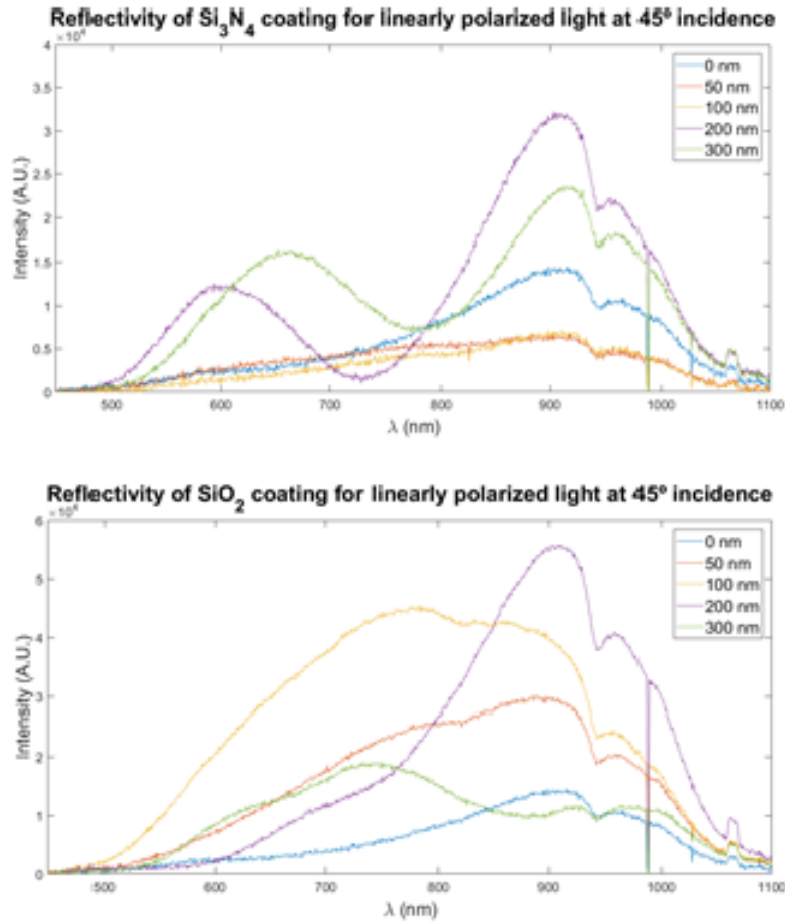 Reflectivity of Si₃N₄ coating for linearly polarized light at 45º incidence
×10⁴
4
3.5
3
2.5
2
1.5
1
0.5
0
Intensity (A.U.)
0 nm
50 nm
100 nm
200 nm
300 nm
500 600 700 800 900 1000 1100
λ (nm)
Reflectivity of SiO₂ coating for linearly polarized light at 45º incidence
×10⁴
6
5
4
3
2
1
0
Intensity (A.U.)
0 nm
50 nm
100 nm
200 nm
300 nm
500 600 700 800 900 1000 1100
λ (nm)